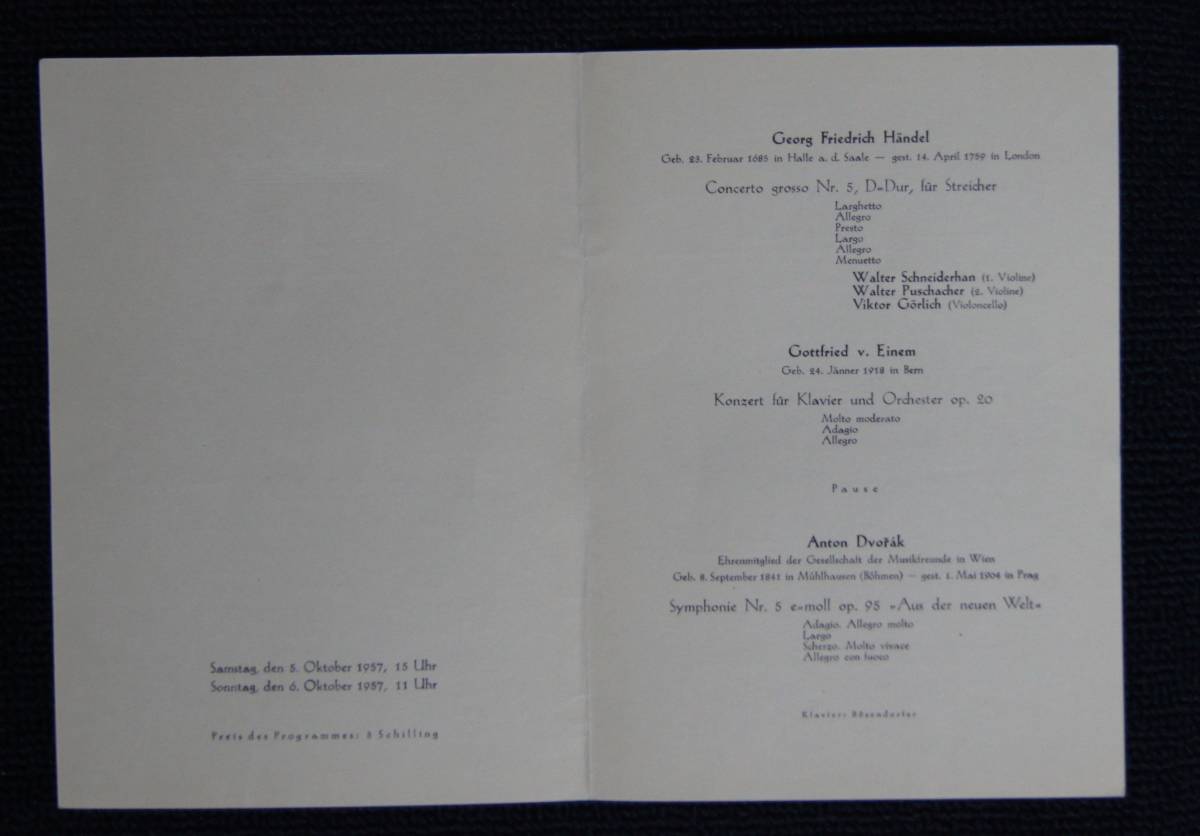 Samstag, den 5. Oktober 1957, 15 Uhr
Sonntag, den 6. Oktober 1957, 11 Uhr
Preis des Programmes: 3 Schilling
Georg Friedrich Händel
Geb. 23. Februar 1685 in Halle a. d. Saale — gest. 14. April 1759 in London
Concerto grosso Nr. 5, D=Dur, für Streicher
Larghetto
Allegro
Presto
Largo
Allegro
Menuetto
Walter Schneiderhan (1. Violine)
Walter Puschacher (2. Violine)
Viktor Görlich (Violoncello)
Gottfried v. Einem
Geb. 24. Jänner 1918 in Bern
Konzert für Klavier und Orchester op. 20
Molto moderato
Adagio
Allegro
Pause
Anton Dvořák
Ehrenmitglied der Gesellschaft der Musikfreunde in Wien
Geb. 8. September 1841 in Mühlhausen (Böhmen) — gest. 1. Mai 1904 in Prag
Symphonie Nr. 5 e=moll op. 95 »Aus der neuen Welt«
Adagio. Allegro molto
Largo
Scherzo. Molto vivace
Allegro con fuoco
Klavier: Bösendorfer